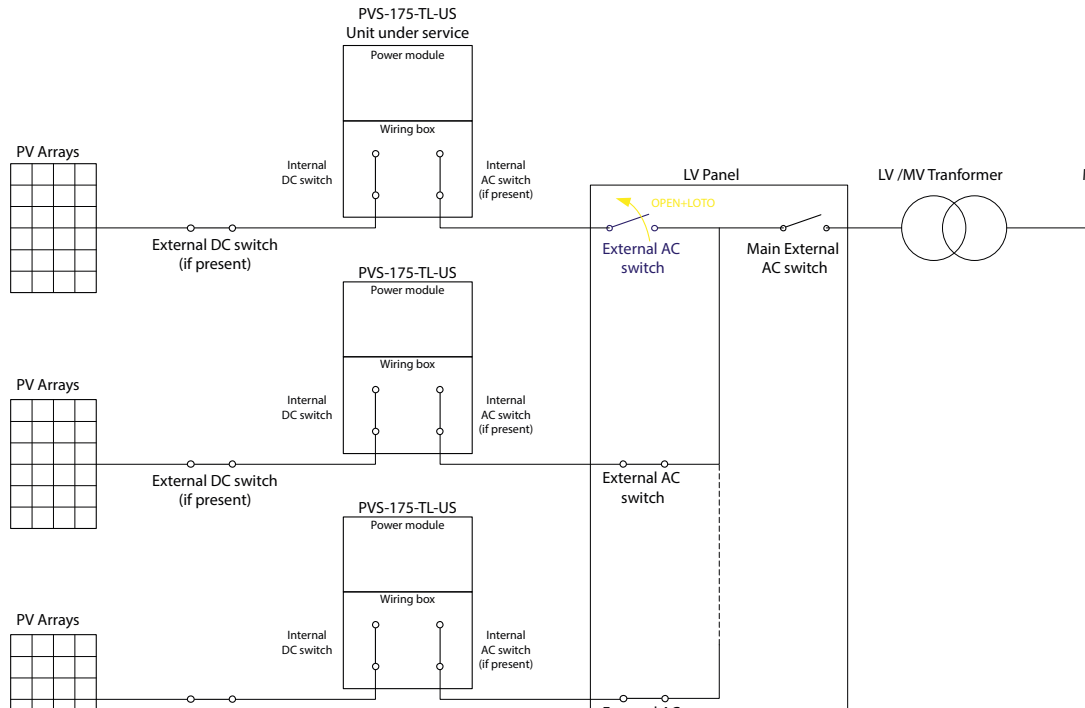 PVS-175-TL-US
Unit under service
Power module
Wiring box
PV Arrays
Internal
DC switch
Internal
AC switch
(if present)
LV Panel
LV /MV Tranformer
OPEN+LOTO
External DC switch
(if present)
External AC
switch
Main External
AC switch
PVS-175-TL-US
Power module
Wiring box
PV Arrays
Internal
DC switch
Internal
AC switch
(if present)
External DC switch
(if present)
External AC
switch
PVS-175-TL-US
Power module
Wiring box
PV Arrays
Internal
DC switch
Internal
AC switch
(if present)
External AC